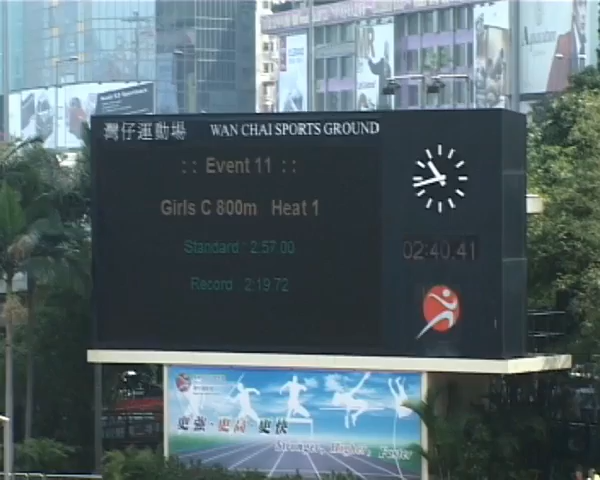 灣仔運動場 WAN CHAI SPORTS GROUND
: : Event 11 : :
Girls C 800m Heat 1
Standard : 2:57.00
Record : 2:19.72
02:40.41
更強·更高·更快
Stronger, Higher, Faster